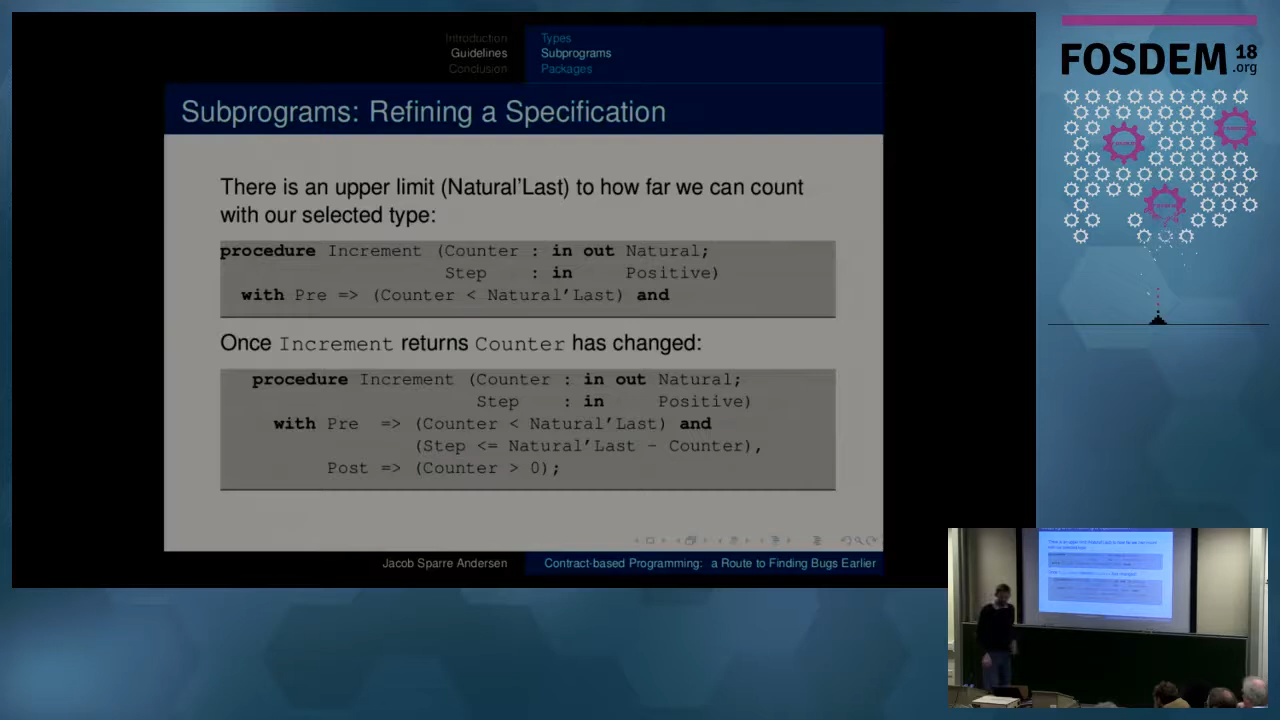 Introduction
Guidelines
Conclusion
Types
Subprograms
Packages
Subprograms: Refining a Specification
There is an upper limit (Natural'Last) to how far we can count
with our selected type:
procedure Increment (Counter : in out Natural;
Step : in Positive)
with Pre => (Counter < Natural'Last) and
Once Increment returns Counter has changed:
procedure Increment (Counter : in out Natural;
Step : in Positive)
with Pre => (Counter < Natural'Last) and
(Step <= Natural'Last - Counter),
Post => (Counter > 0);
Jacob Sparre Andersen
Contract-based Programming: a Route to Finding Bugs Earlier
FOSDEM 18
.org